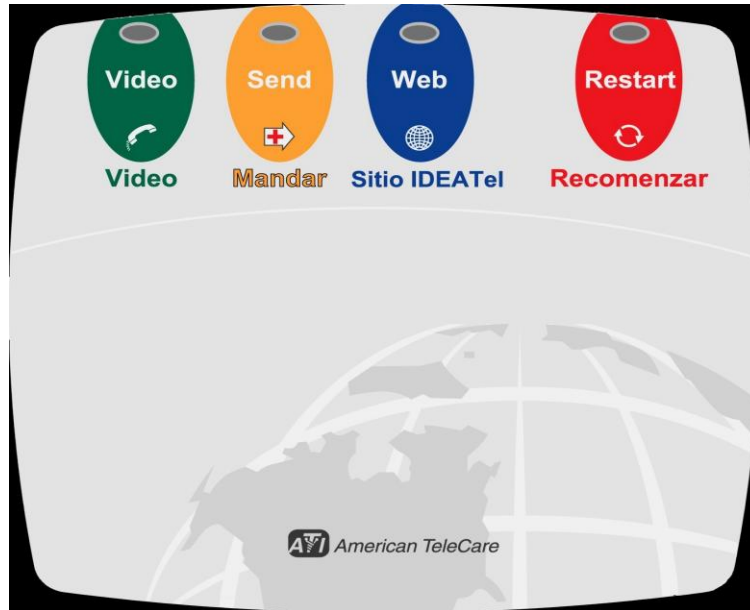 Video Send Web Restart
Video Mandar Sitio IDEATel Recomenzar
ATI American TeleCare